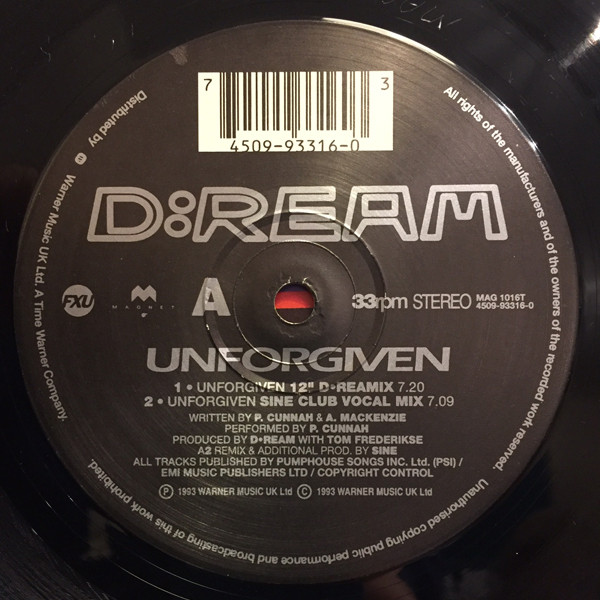 7 3
4509-93316-0
D:REAM
FXU
MAGNET
A
33rpm STEREO
MAG 1016T
4509-93316-0
UNFORGIVEN
1 • UNFORGIVEN 12" D•REAMIX 7.20
2 • UNFORGIVEN SINE CLUB VOCAL MIX 7.09
WRITTEN BY P. CUNNAH & A. MACKENZIE
PERFORMED BY P. CUNNAH
PRODUCED BY D•REAM WITH TOM FREDERIKSE
A2 REMIX & ADDITIONAL PROD. BY SINE
ALL TRACKS PUBLISHED BY PUMPHOUSE SONGS INC. Ltd. (PSI) /
EMI MUSIC PUBLISHERS LTD / COPYRIGHT CONTROL
Ⓟ 1993 WARNER MUSIC UK Ltd © 1993 WARNER MUSIC UK Ltd
All rights of the manufacturers and of the owners of the recorded work reserved. Unauthorised copying public performance and broadcasting of this work prohibited.
Distributed by Warner Music UK Ltd. A Time Warner Company.